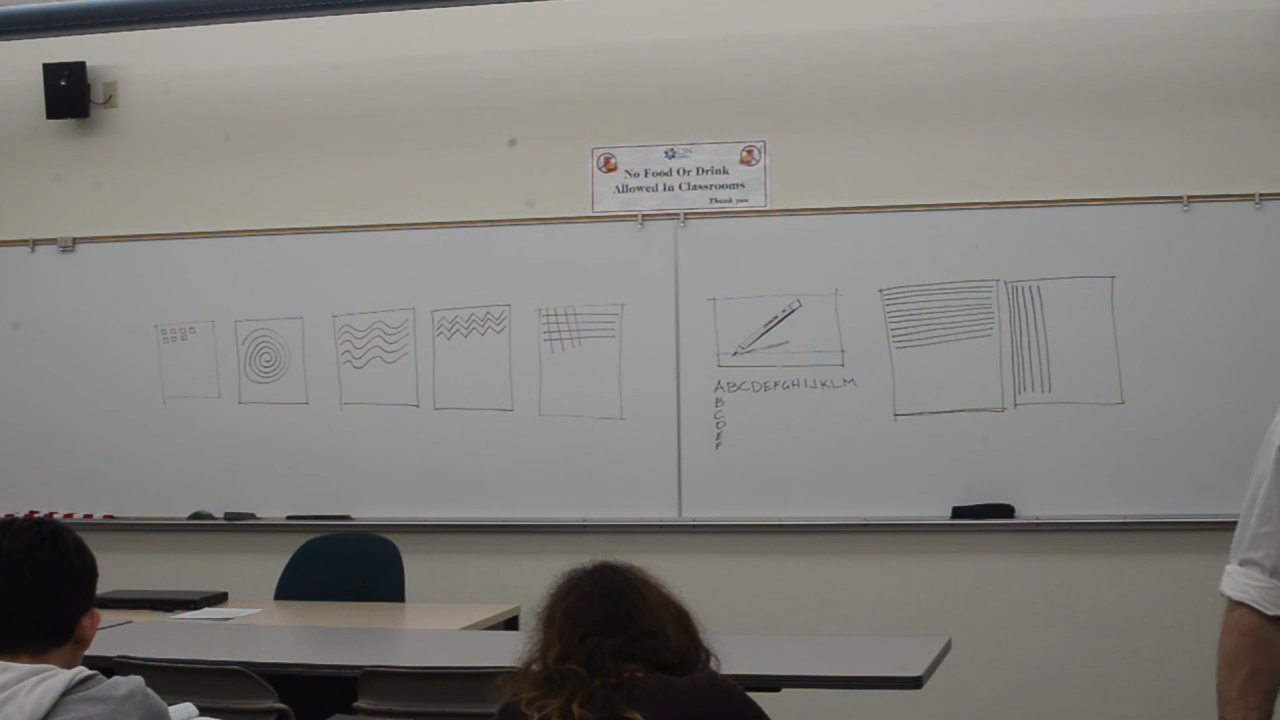 No Food Or Drink
Allowed In Classrooms
Thank you
ABCDEFGHIJKLM
B
C
D
E
F